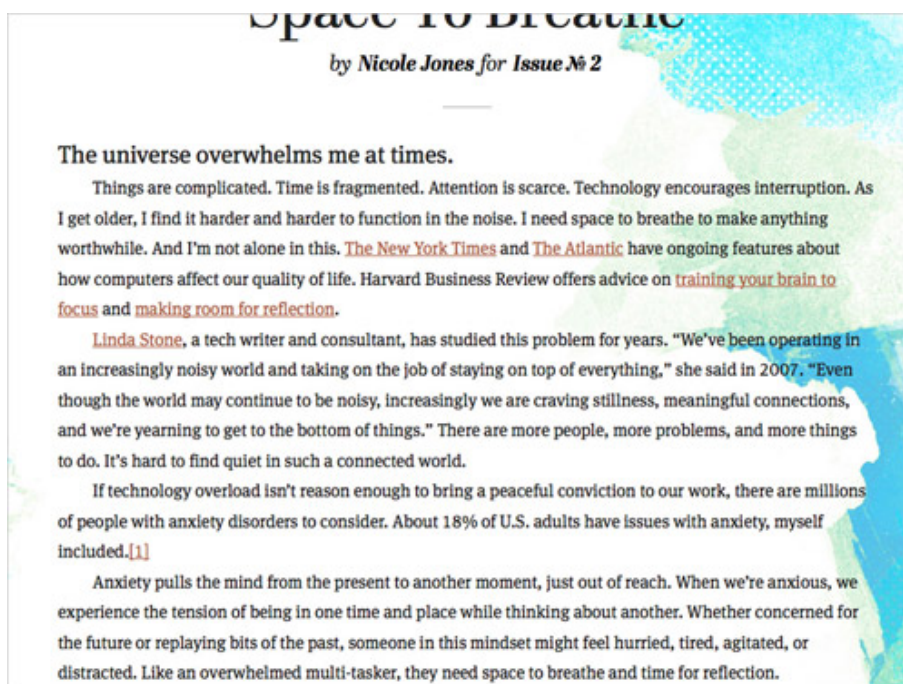 Space To Breathe
by Nicole Jones for Issue № 2
The universe overwhelms me at times.
Things are complicated. Time is fragmented. Attention is scarce. Technology encourages interruption. As
I get older, I find it harder and harder to function in the noise. I need space to breathe to make anything
worthwhile. And I’m not alone in this. The New York Times and The Atlantic have ongoing features about
how computers affect our quality of life. Harvard Business Review offers advice on training your brain to
focus and making room for reflection.
Linda Stone, a tech writer and consultant, has studied this problem for years. “We’ve been operating in
an increasingly noisy world and taking on the job of staying on top of everything,” she said in 2007. “Even
though the world may continue to be noisy, increasingly we are craving stillness, meaningful connections,
and we’re yearning to get to the bottom of things.” There are more people, more problems, and more things
to do. It’s hard to find quiet in such a connected world.
If technology overload isn’t reason enough to bring a peaceful conviction to our work, there are millions
of people with anxiety disorders to consider. About 18% of U.S. adults have issues with anxiety, myself
included.[1]
Anxiety pulls the mind from the present to another moment, just out of reach. When we’re anxious, we
experience the tension of being in one time and place while thinking about another. Whether concerned for
the future or replaying bits of the past, someone in this mindset might feel hurried, tired, agitated, or
distracted. Like an overwhelmed multi-tasker, they need space to breathe and time for reflection.